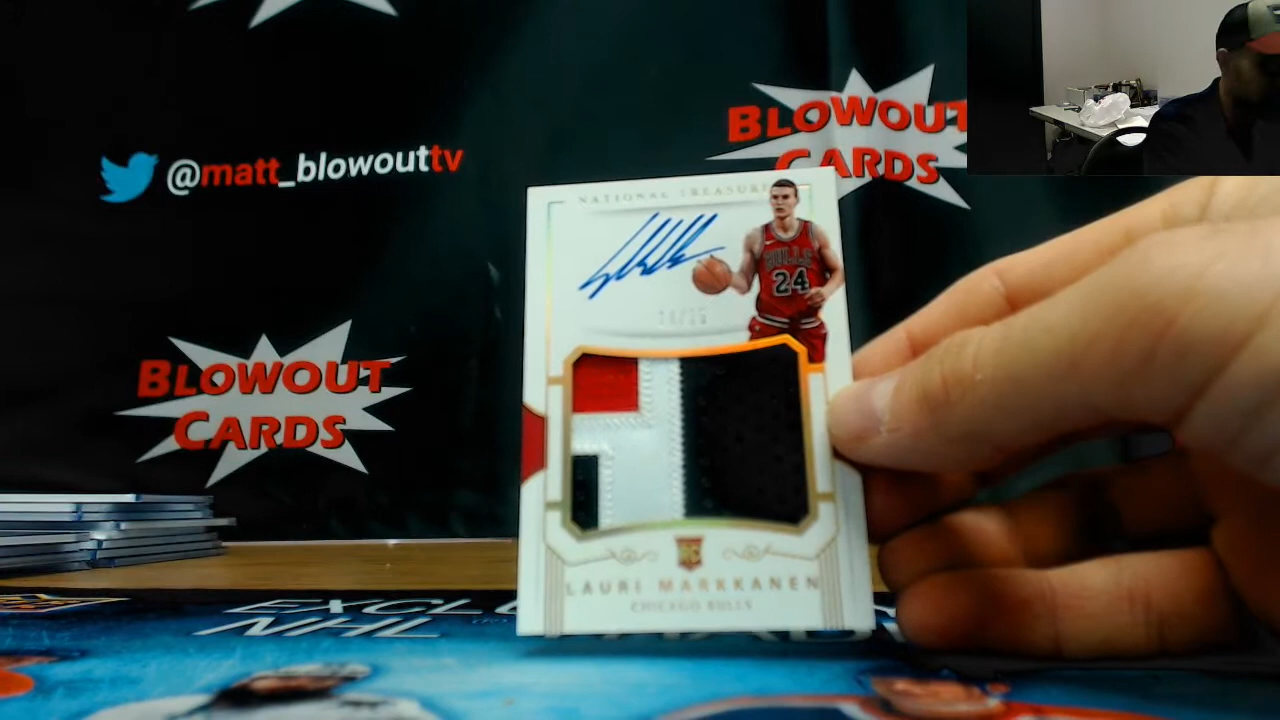 @matt_blowouttv
BLOWOUT
CARDS
BLOWOUT
CARDS
NATIONAL TREASURES
BULLS
24
RC
LAURI MARKKANEN
CHICAGO BULLS
NHL